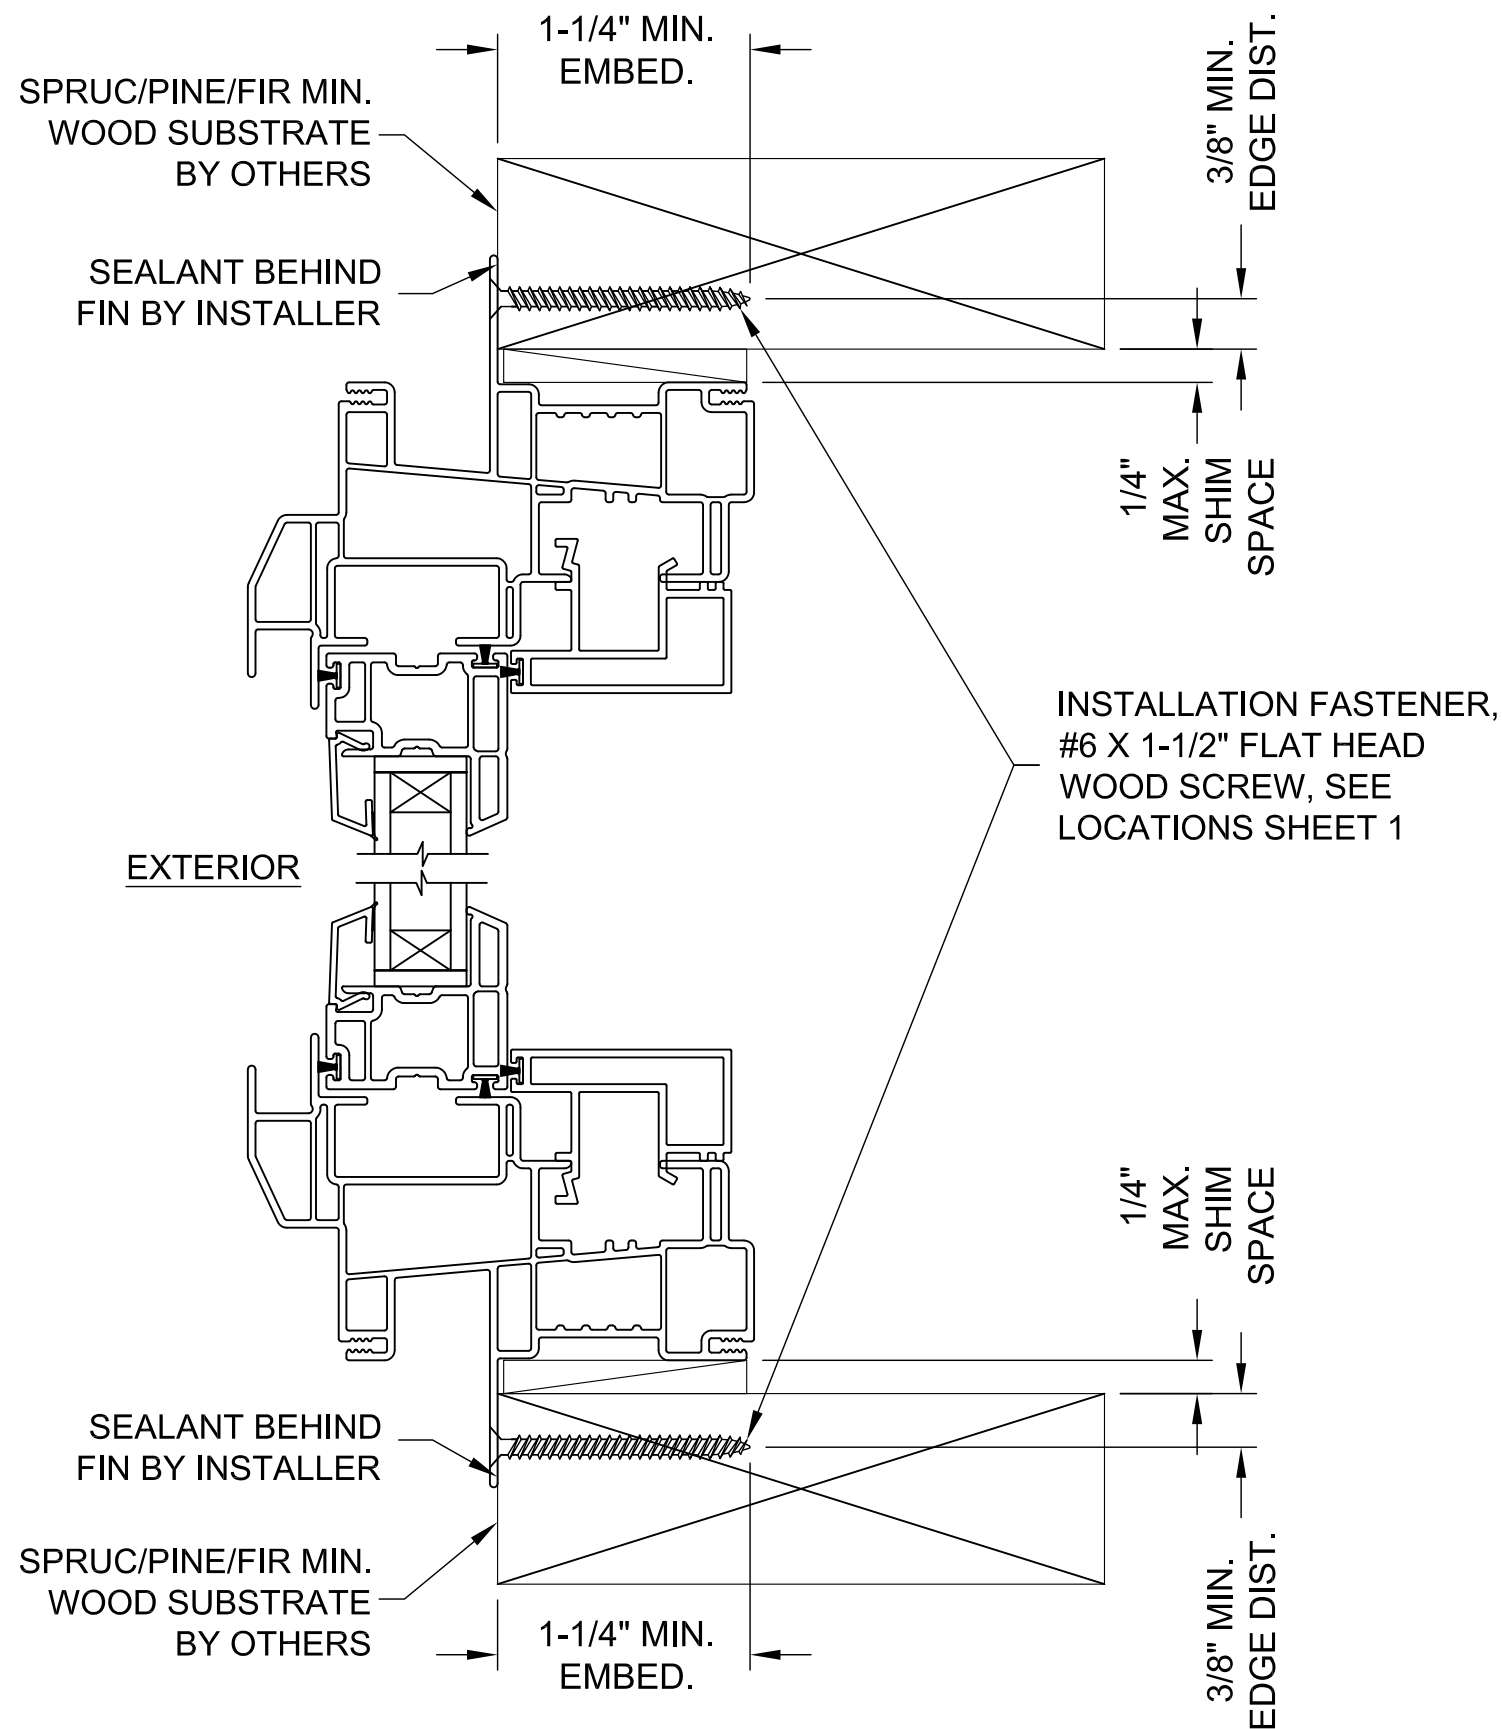 1-1/4" MIN.
EMBED.
3/8" MIN.
EDGE DIST.
SPRUC/PINE/FIR MIN.
WOOD SUBSTRATE
BY OTHERS
SEALANT BEHIND
FIN BY INSTALLER
1/4"
MAX.
SHIM
SPACE
INSTALLATION FASTENER,
#6 X 1-1/2" FLAT HEAD
WOOD SCREW, SEE
LOCATIONS SHEET 1
EXTERIOR
1/4"
MAX.
SHIM
SPACE
SEALANT BEHIND
FIN BY INSTALLER
SPRUC/PINE/FIR MIN.
WOOD SUBSTRATE
BY OTHERS
1-1/4" MIN.
EMBED.
3/8" MIN.
EDGE DIST.